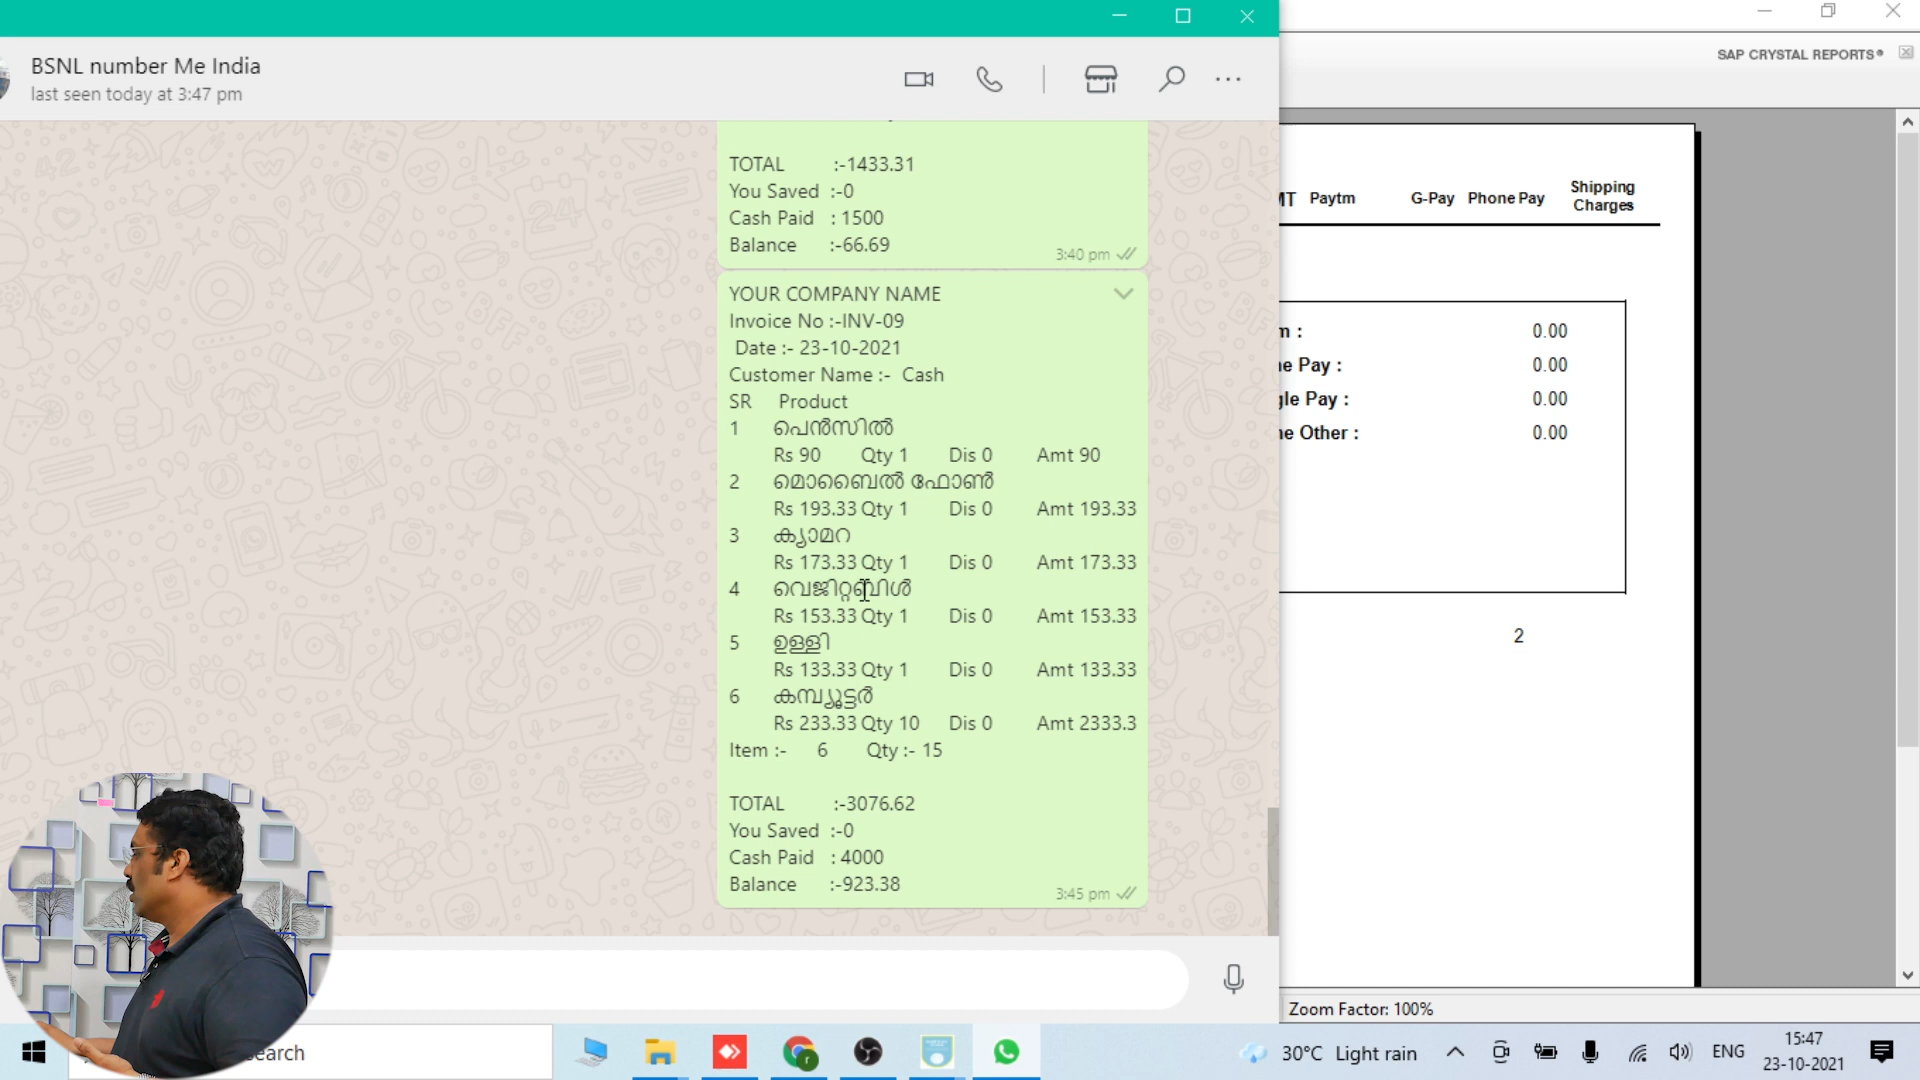 BSNL number Me India
last seen today at 3:47 pm
TOTAL :-1433.31
You Saved :-0
Cash Paid : 1500
Balance :-66.69
3:40 pm
YOUR COMPANY NAME
Invoice No :-INV-09
Date :- 23-10-2021
Customer Name :- Cash
SR Product
1 പെൻസിൽ
Rs 90 Qty 1 Dis 0 Amt 90
2 മൊബൈൽ ഫോൺ
Rs 193.33 Qty 1 Dis 0 Amt 193.33
3 ക്യാമറ
Rs 173.33 Qty 1 Dis 0 Amt 173.33
4 വെജിറ്റബിൾ
Rs 153.33 Qty 1 Dis 0 Amt 153.33
5 ഉള്ളി
Rs 133.33 Qty 1 Dis 0 Amt 133.33
6 കമ്പ്യൂട്ടർ
Rs 233.33 Qty 10 Dis 0 Amt 2333.3
Item :- 6 Qty :- 15
TOTAL :-3076.62
You Saved :-0
Cash Paid : 4000
Balance :-923.38
3:45 pm
SAP CRYSTAL REPORTS®
Paytm G-Pay Phone Pay Shipping
Charges
0.00
Pay : 0.00
Pay : 0.00
Other : 0.00
2
Zoom Factor: 100%
30°C Light rain
ENG
15:47
23-10-2021